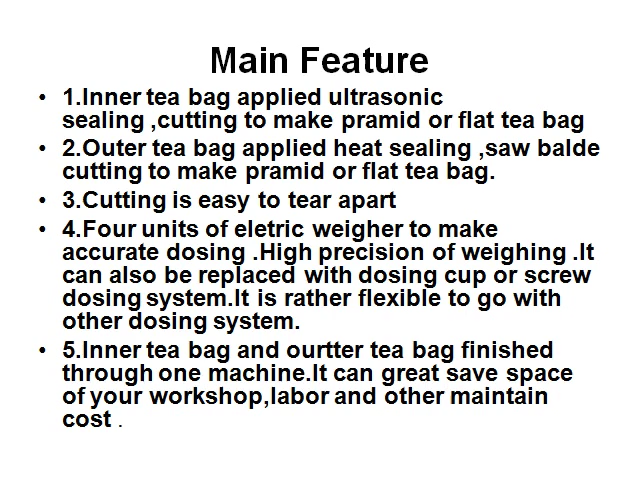 Main Feature
• 1.Inner tea bag applied ultrasonic
sealing ,cutting to make pramid or flat tea bag
• 2.Outer tea bag applied heat sealing ,saw balde
cutting to make pramid or flat tea bag.
• 3.Cutting is easy to tear apart
• 4.Four units of eletric weigher to make
accurate dosing .High precision of weighing .It
can also be replaced with dosing cup or screw
dosing system.It is rather flexible to go with
other dosing system.
• 5.Inner tea bag and ourtter tea bag finished
through one machine.It can great save space
of your workshop,labor and other maintain
cost .